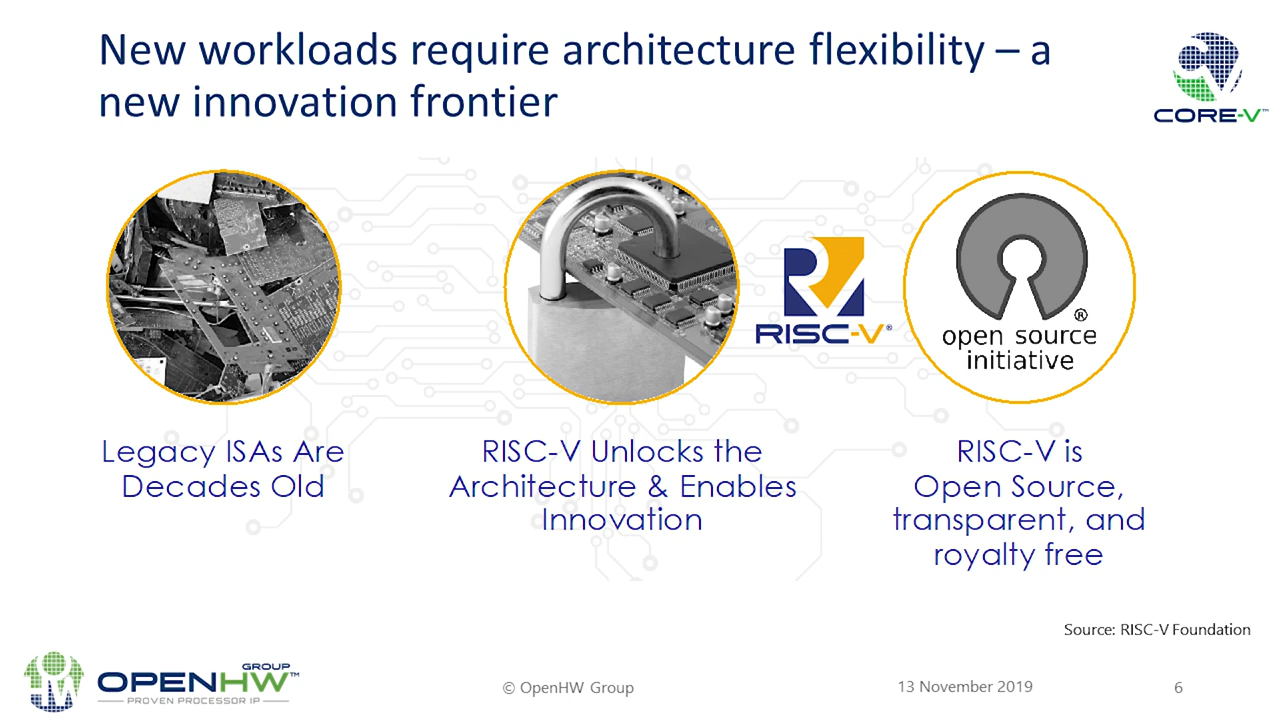 New workloads require architecture flexibility – a
new innovation frontier
CORE-V™
RISC-V®
open source
initiative
®
Legacy ISAs Are
Decades Old
RISC-V Unlocks the
Architecture & Enables
Innovation
RISC-V is
Open Source,
transparent, and
royalty free
Source: RISC-V Foundation
OPENHW™
GROUP
PROVEN PROCESSOR IP
© OpenHW Group
13 November 2019
6